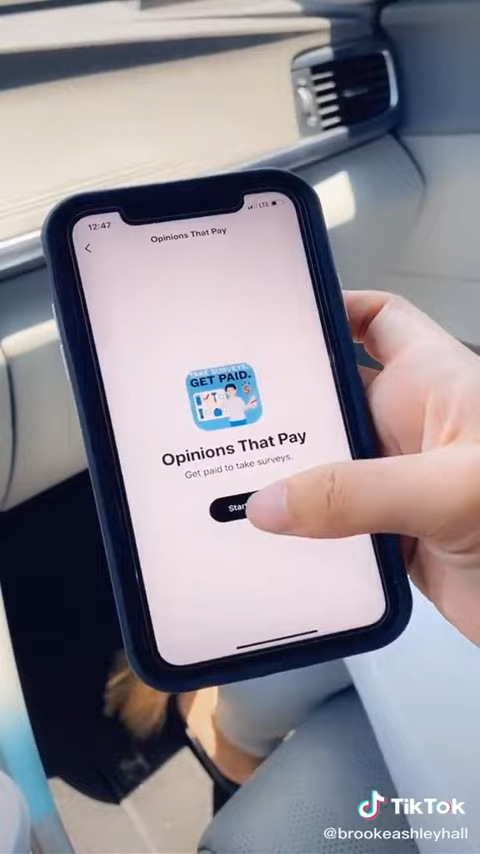 12:47
LTE
Opinions That Pay
TAKE SURVEYS
GET PAID.
Opinions That Pay
Get paid to take surveys.
TikTok
@brookeashleyhall